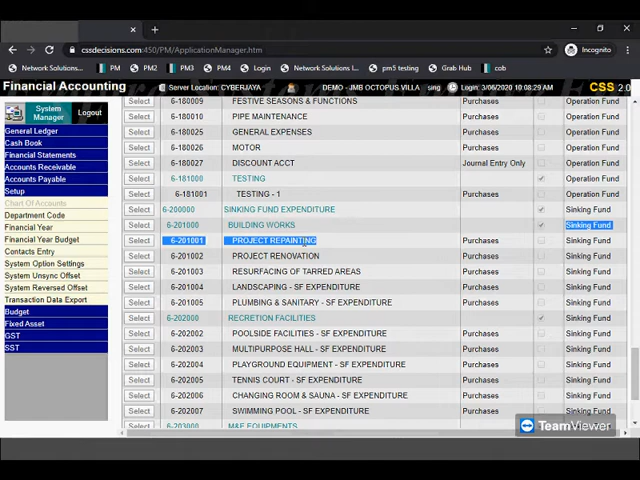 cssdecisions.com:450/PM/ApplicationManager.htm
Incognito
Network Solutions...
PM
PM2
PM3
PM4
Login
Network Solutions I...
pm5 testing
Grab Hub
cob
Financial Accounting
Server Location: CYBERJAYA
DEMO - JMB OCTOPUS VILLA
sing
Login: 3/06/2020 10:08:29 AM
CSS 2.0
System Manager
Logout
General Ledger
Cash Book
Financial Statements
Accounts Receivable
Accounts Payable
Setup
Chart Of Accounts
Department Code
Financial Year
Financial Year Budget
Contacts Entry
System Option Settings
System Unsync Offset
System Reversed Offset
Transaction Data Export
Budget
Fixed Asset
GST
SST
Select 6-180009 FESTIVE SEASONS & FUNCTIONS Purchases Operation Fund
Select 6-180010 PIPE MAINTENANCE Purchases Operation Fund
Select 6-180025 GENERAL EXPENSES Purchases Operation Fund
Select 6-180026 MOTOR Purchases Operation Fund
Select 6-180027 DISCOUNT ACCT Journal Entry Only Operation Fund
Select 6-181000 TESTING Operation Fund
Select 6-181001 TESTING - 1 Purchases Operation Fund
Select 6-200000 SINKING FUND EXPENDITURE Sinking Fund
Select 6-201000 BUILDING WORKS Sinking Fund
Select 6-201001 PROJECT REPAINTING Purchases Sinking Fund
Select 6-201002 PROJECT RENOVATION Purchases Sinking Fund
Select 6-201003 RESURFACING OF TARRED AREAS Purchases Sinking Fund
Select 6-201004 LANDSCAPING - SF EXPENDITURE Purchases Sinking Fund
Select 6-201005 PLUMBING & SANITARY - SF EXPENDITURE Purchases Sinking Fund
Select 6-202000 RECRETION FACILITIES Sinking Fund
Select 6-202002 POOLSIDE FACILITIES - SF EXPENDITURE Purchases Sinking Fund
Select 6-202003 MULTIPURPOSE HALL - SF EXPENDITURE Purchases Sinking Fund
Select 6-202004 PLAYGROUND EQUIPMENT - SF EXPENDITURE Purchases Sinking Fund
Select 6-202005 TENNIS COURT - SF EXPENDITURE Purchases Sinking Fund
Select 6-202006 CHANGING ROOM & SAUNA - SF EXPENDITURE Purchases Sinking Fund
Select 6-202007 SWIMMING POOL - SF EXPENDITURE Purchases Sinking Fund
Select 6-203000 M&E EQUIPMENTS
TeamViewer